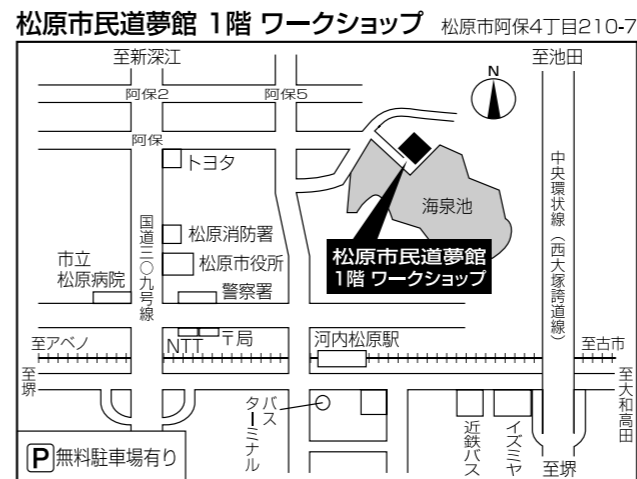 松原市民道夢館 1階 ワークショップ 松原市阿保4丁目210-7
至新深江
至池田
阿保2
阿保5
N
阿保
トヨタ
海泉池
中央環状線(西大塚誇道線)
国道三〇九号線
松原消防署
松原市役所
市立
松原病院
警察署
松原市民道夢館
1階 ワークショップ
至アベノ
NTT
〒局
河内松原駅
至古市
至堺
至大和高田
バス
ターミナル
近鉄バス
イズミヤ
至堺
P無料駐車場有り